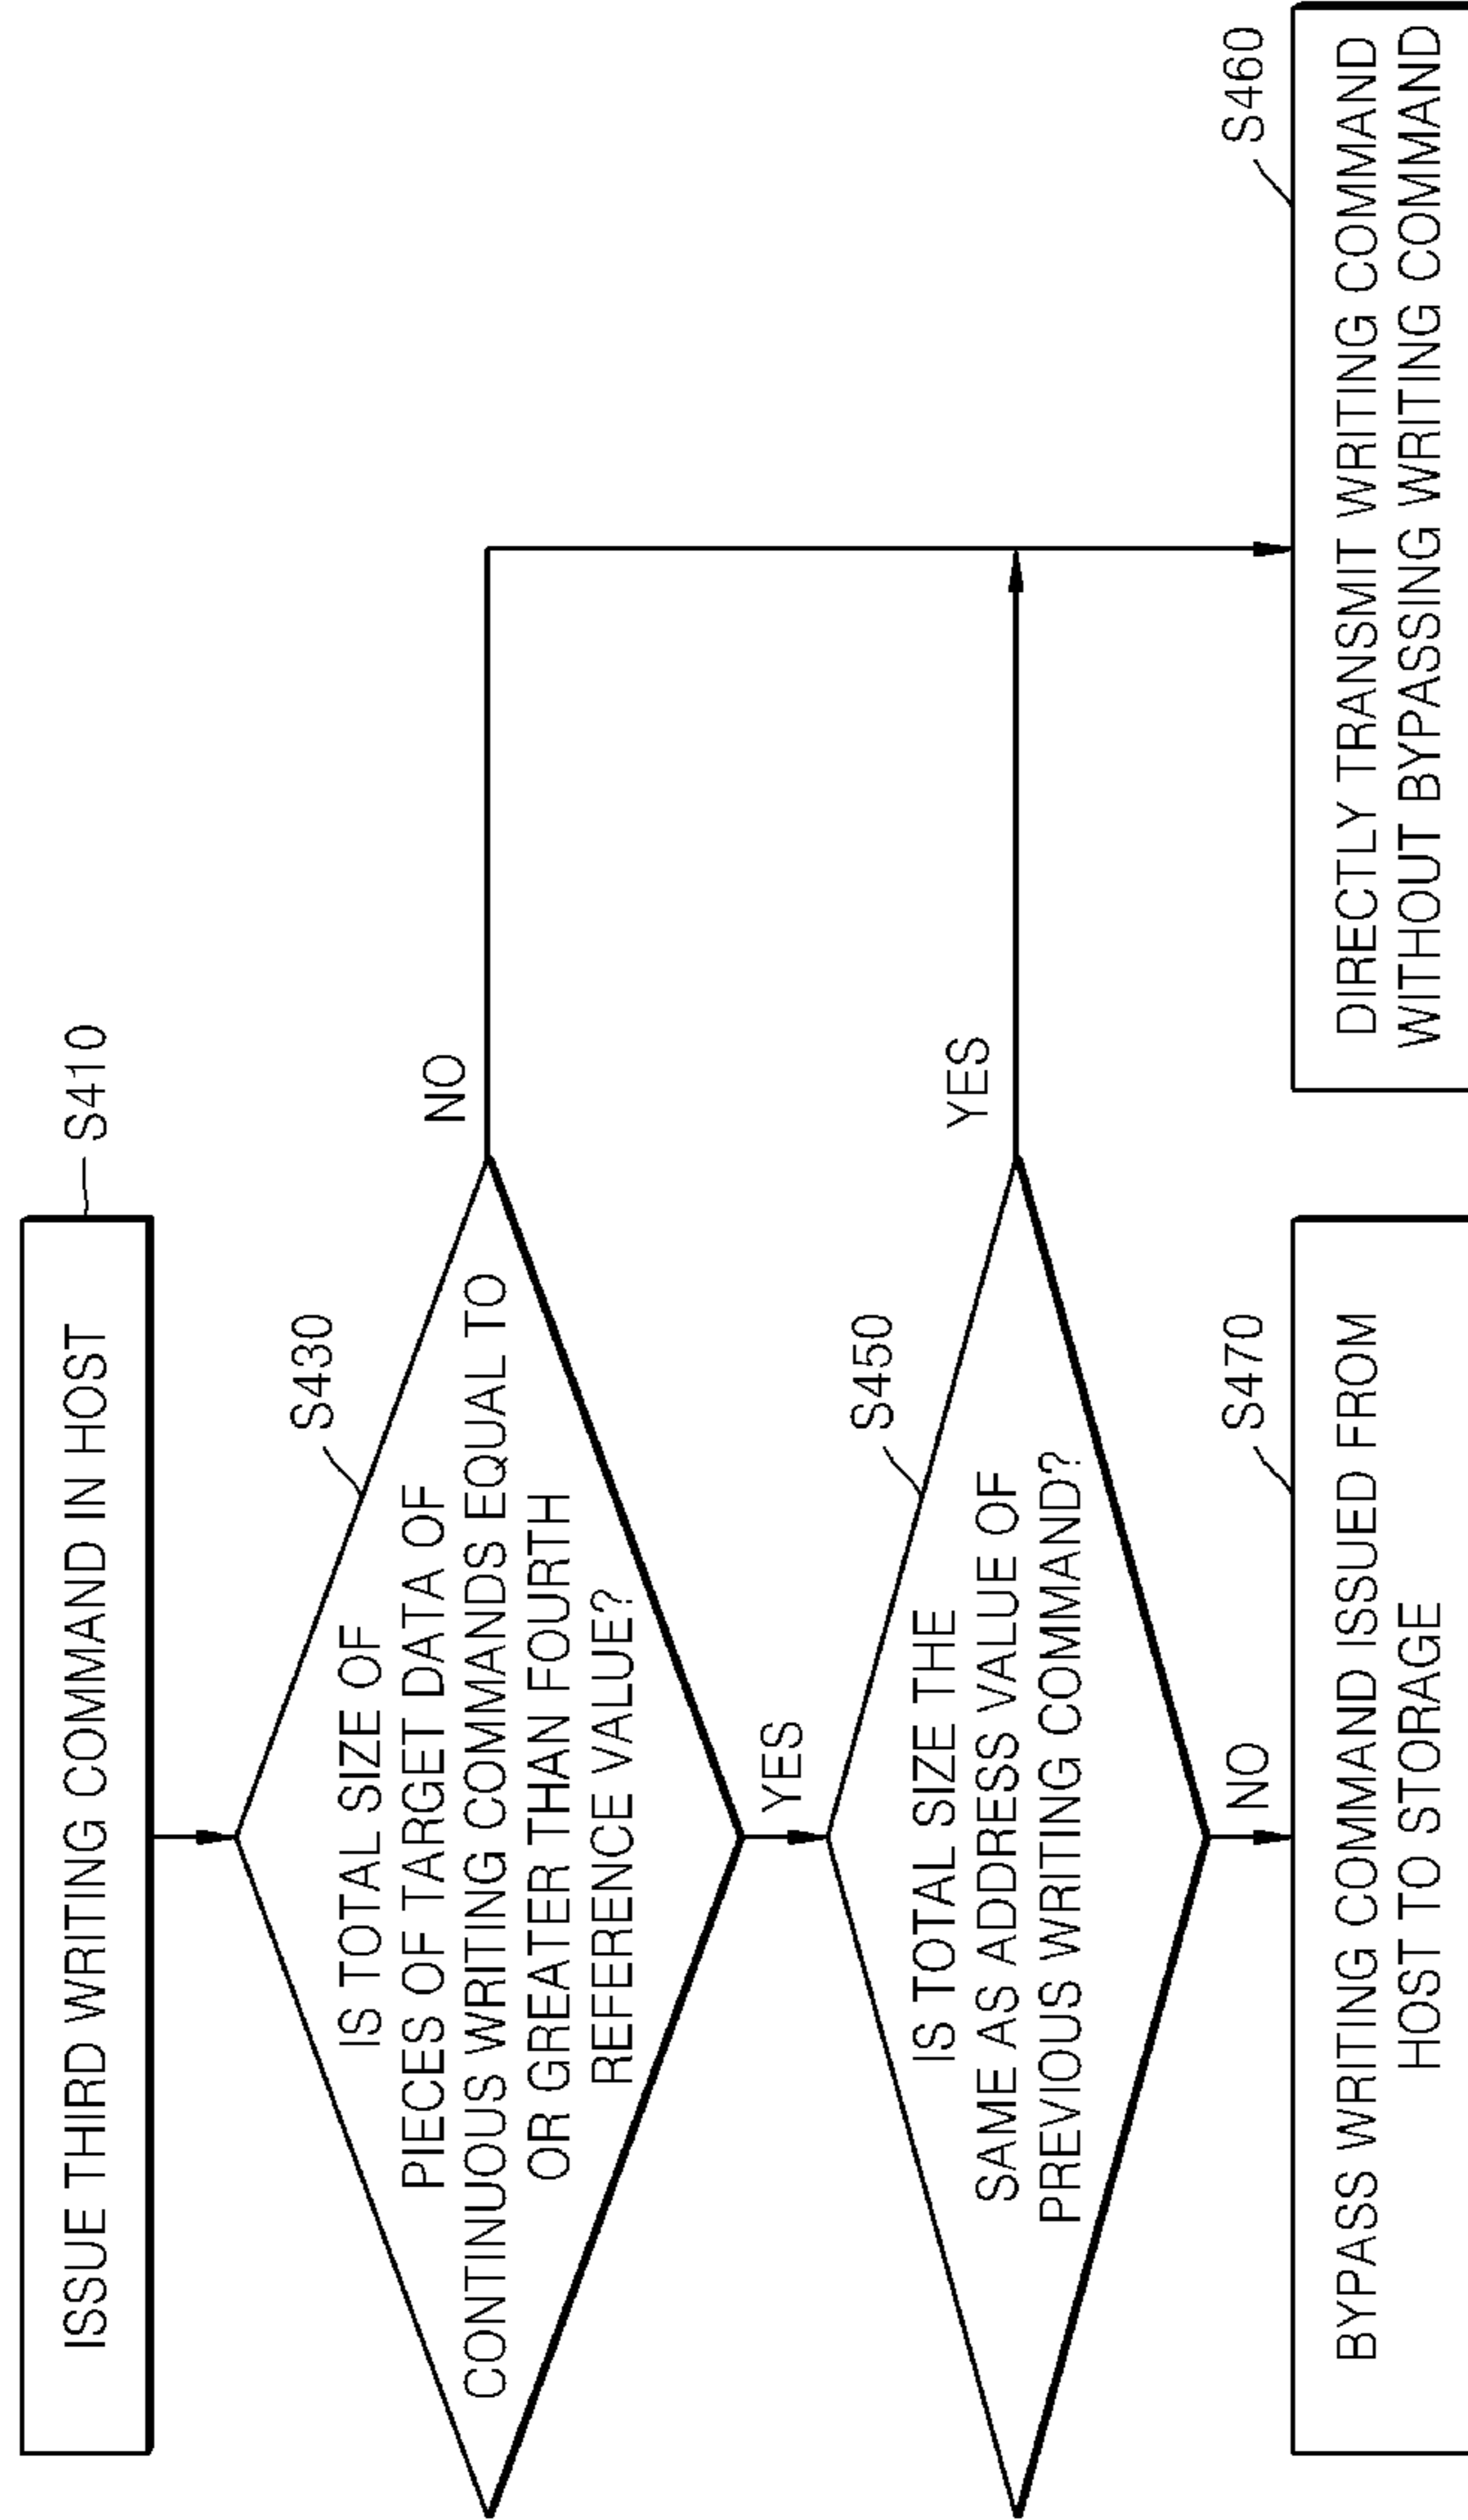 ISSUE THIRD WRITING COMMAND IN HOST
S410
S430
IS TOTAL SIZE OF
PIECES OF TARGET DATA OF
CONTINUOUS WRITING COMMANDS EQUAL TO
OR GREATER THAN FOURTH
REFERENCE VALUE?
NO
YES
S450
IS TOTAL SIZE THE
SAME AS ADDRESS VALUE OF
PREVIOUS WRITING COMMAND?
YES
NO
S470
BYPASS WRITING COMMAND ISSUED FROM
HOST TO STORAGE
S460
DIRECTLY TRANSMIT WRITING COMMAND
WITHOUT BYPASSING WRITING COMMAND